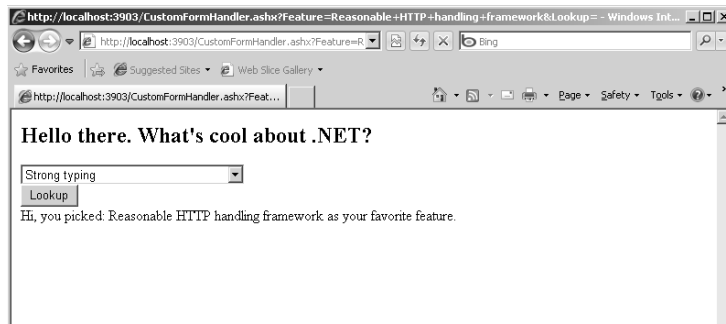 http://localhost:3903/CustomFormHandler.ashx?Feature=Reasonable+HTTP+handling+framework&Lookup= - Windows Int...
http://localhost:3903/CustomFormHandler.ashx?Feature=R
Bing
Favorites
Suggested Sites
Web Slice Gallery
http://localhost:3903/CustomFormHandler.ashx?Feat...
Page
Safety
Tools
Hello there. What's cool about .NET?
Strong typing
Lookup
Hi, you picked: Reasonable HTTP handling framework as your favorite feature.